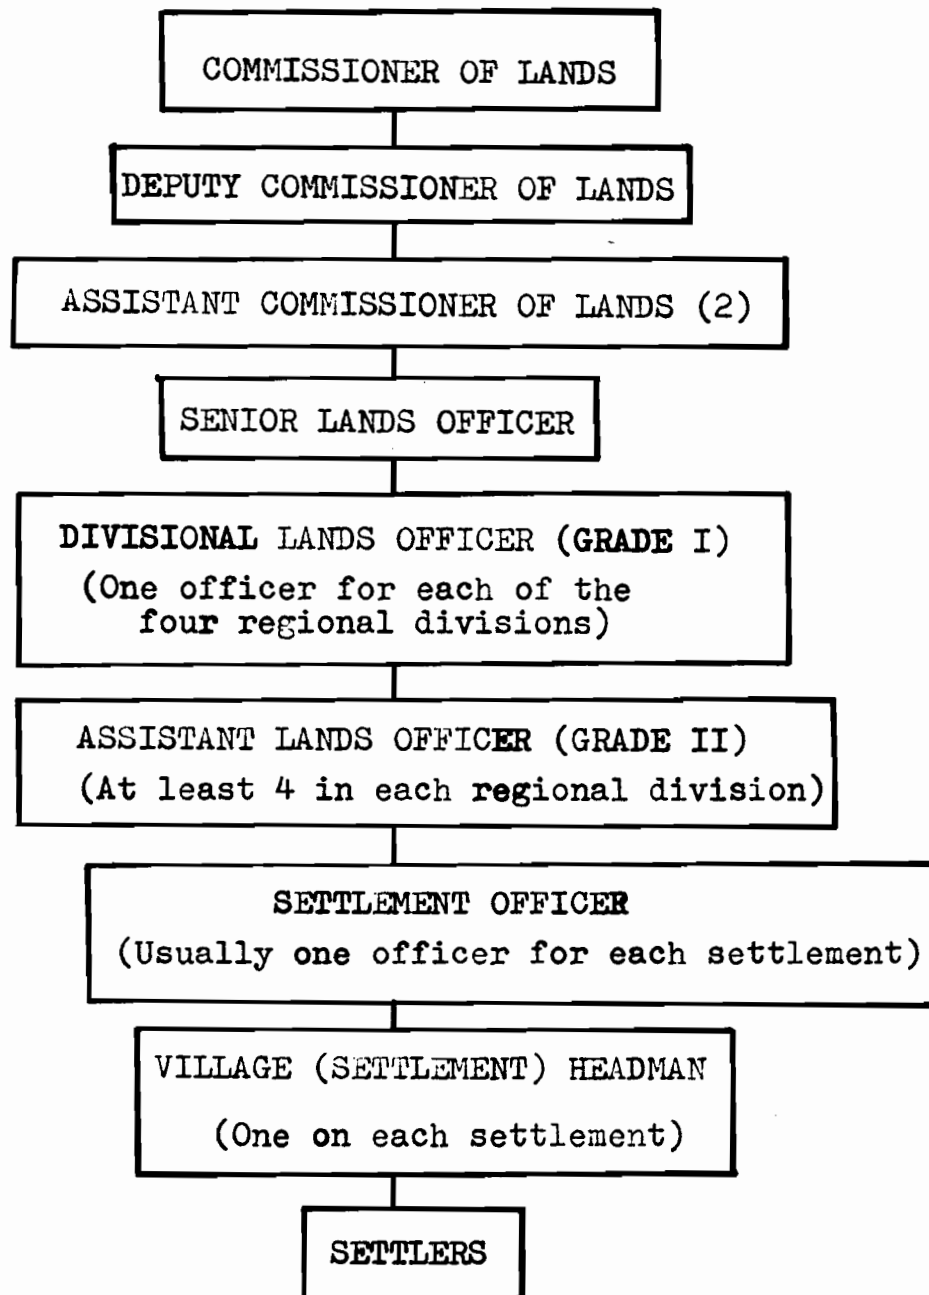 COMMISSIONER OF LANDS
DEPUTY COMMISSIONER OF LANDS
ASSISTANT COMMISSIONER OF LANDS (2)
SENIOR LANDS OFFICER
DIVISIONAL LANDS OFFICER (GRADE I)
(One officer for each of the
four regional divisions)
ASSISTANT LANDS OFFICER (GRADE II)
(At least 4 in each regional division)
SETTLEMENT OFFICER
(Usually one officer for each settlement)
VILLAGE (SETTLEMENT) HEADMAN
(One on each settlement)
SETTLERS